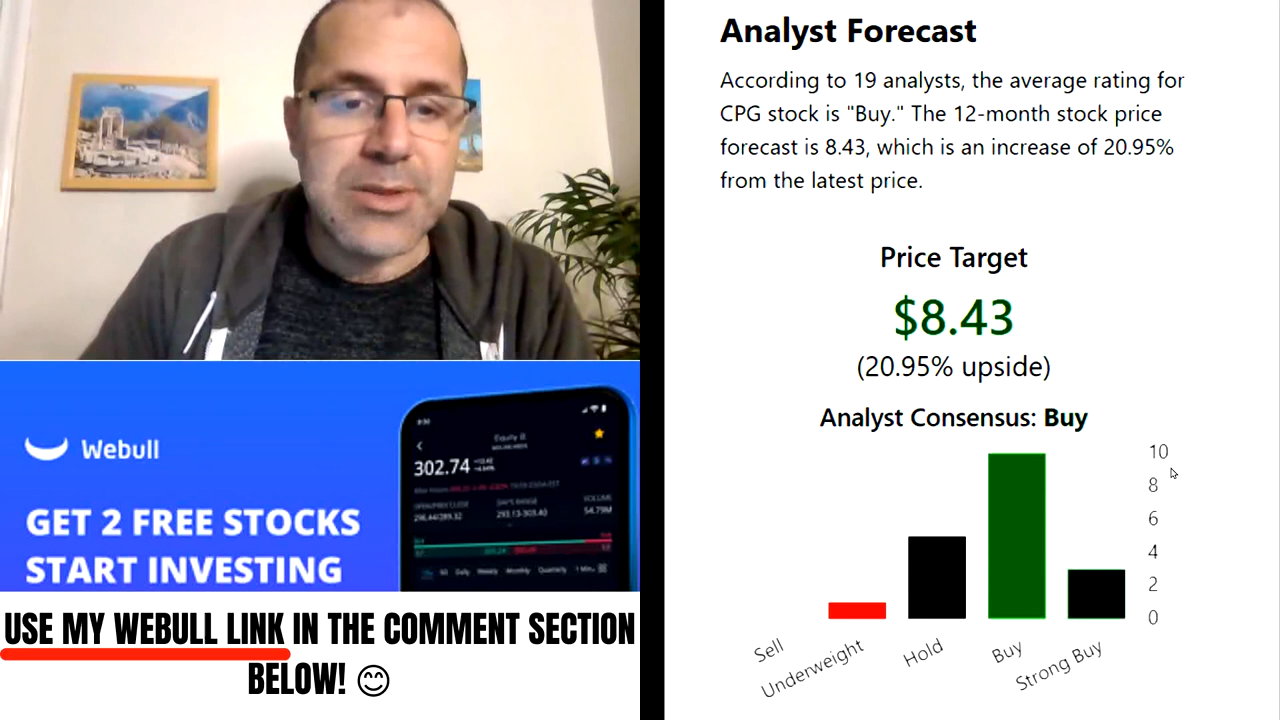 Webull
GET 2 FREE STOCKS
START INVESTING
302.74
USE MY WEBULL LINK IN THE COMMENT SECTION
BELOW! 😊
Analyst Forecast
According to 19 analysts, the average rating for
CPG stock is "Buy." The 12-month stock price
forecast is 8.43, which is an increase of 20.95%
from the latest price.
Price Target
$8.43
(20.95% upside)
Analyst Consensus: Buy
10
8
6
4
2
0
Sell
Underweight
Hold
Buy
Strong Buy